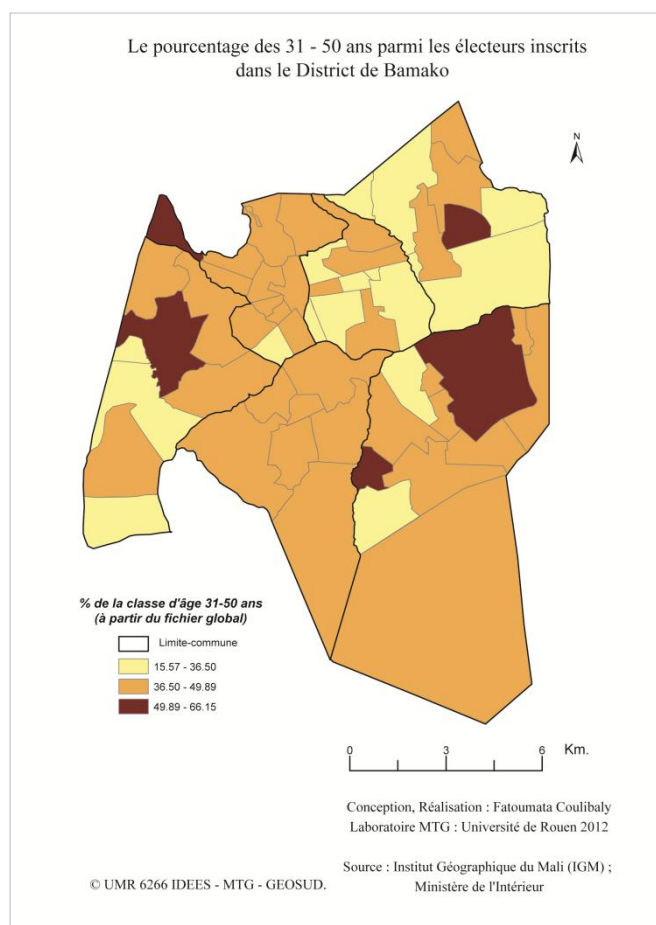 Le pourcentage des 31 - 50 ans parmi les électeurs inscrits
dans le District de Bamako
N
% de la classe d'âge 31-50 ans
(à partir du fichier global)
Limite-commune
15.57 - 36.50
36.50 - 49.89
49.89 - 66.15
0 3 6 Km.
Conception, Réalisation : Fatoumata Coulibaly
Laboratoire MTG : Université de Rouen 2012
Source : Institut Géographique du Mali (IGM) ;
Ministère de l'Intérieur
© UMR 6266 IDEES - MTG - GEOSUD.